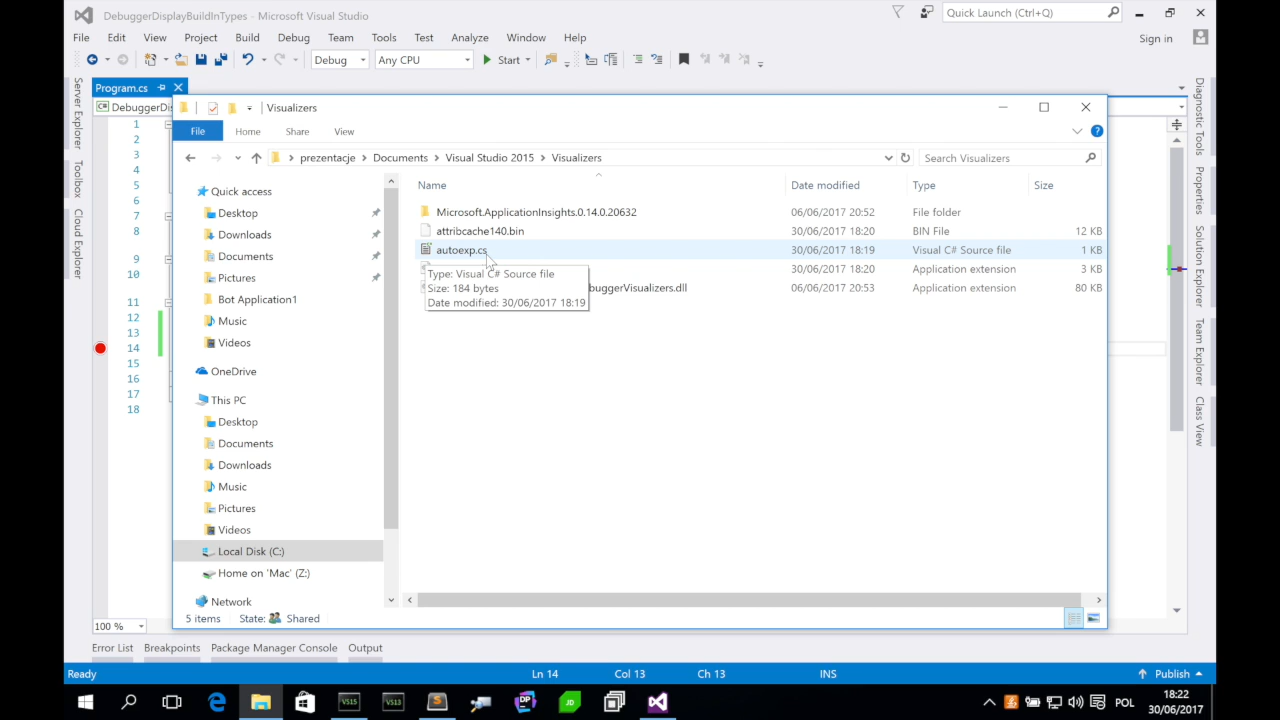 DebuggerDisplayBuildInTypes - Microsoft Visual Studio
Quick Launch (Ctrl+Q)
File Edit View Project Build Debug Team Tools Test Analyze Window Help
Sign in
Debug Any CPU Start
Program.cs
DebuggerDis
Visualizers
File Home Share View
prezentacje Documents Visual Studio 2015 Visualizers
Search Visualizers
Name Date modified Type Size
Microsoft.ApplicationInsights.0.14.0.20632 06/06/2017 20:52 File folder
attribcache140.bin 30/06/2017 18:20 BIN File 12 KB
autoexp.cs 30/06/2017 18:19 Visual C# Source file 1 KB
30/06/2017 18:20 Application extension 3 KB
buggerVisualizers.dll 06/06/2017 20:53 Application extension 80 KB
Type: Visual C# Source file
Size: 184 bytes
Date modified: 30/06/2017 18:19
Quick access
Desktop
Downloads
Documents
Pictures
Bot Application1
Music
Videos
OneDrive
This PC
Desktop
Documents
Downloads
Music
Pictures
Videos
Local Disk (C:)
Home on 'Mac' (Z:)
Network
5 items State: Shared
1
2
3
4
5
6
7
8
9
10
11
12
13
14
15
16
17
18
Server Explorer
Toolbox
Cloud Explorer
Diagnostic Tools
Properties
Solution Explorer
Team Explorer
Class View
100 %
Error List Breakpoints Package Manager Console Output
Ready Ln 14 Col 13 Ch 13 INS Publish
VS15 VS13 S DP JD POL
18:22
30/06/2017